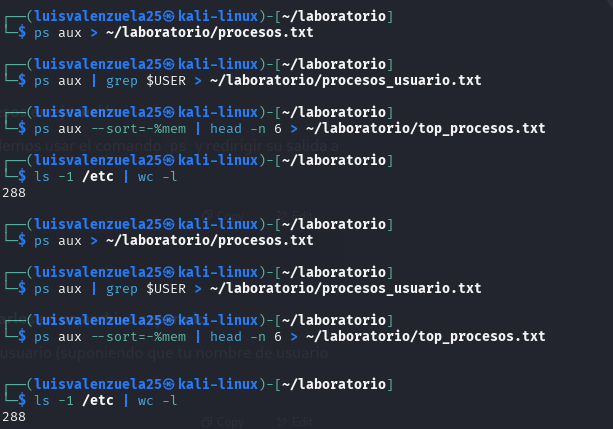 ┌──(luisvalenzuela25㉿kali-linux)-[~/laboratorio]
└─$ ps aux > ~/laboratorio/procesos.txt
┌──(luisvalenzuela25㉿kali-linux)-[~/laboratorio]
└─$ ps aux | grep $USER > ~/laboratorio/procesos_usuario.txt
┌──(luisvalenzuela25㉿kali-linux)-[~/laboratorio]
└─$ ps aux --sort=-%mem | head -n 6 > ~/laboratorio/top_procesos.txt
emos usar el comando ps y redirigir su salida a
┌──(luisvalenzuela25㉿kali-linux)-[~/laboratorio]
└─$ ls -1 /etc | wc -l
288
┌──(luisvalenzuela25㉿kali-linux)-[~/laboratorio]
└─$ ps aux > ~/laboratorio/procesos.txt
┌──(luisvalenzuela25㉿kali-linux)-[~/laboratorio]
└─$ ps aux | grep $USER > ~/laboratorio/procesos_usuario.txt
┌──(luisvalenzuela25㉿kali-linux)-[~/laboratorio]
└─$ ps aux --sort=-%mem | head -n 6 > ~/laboratorio/top_procesos.txt
usuario (suponiendo que tu nombre de usuario
┌──(luisvalenzuela25㉿kali-linux)-[~/laboratorio]
└─$ ls -1 /etc | wc -l
288
Copy Edit